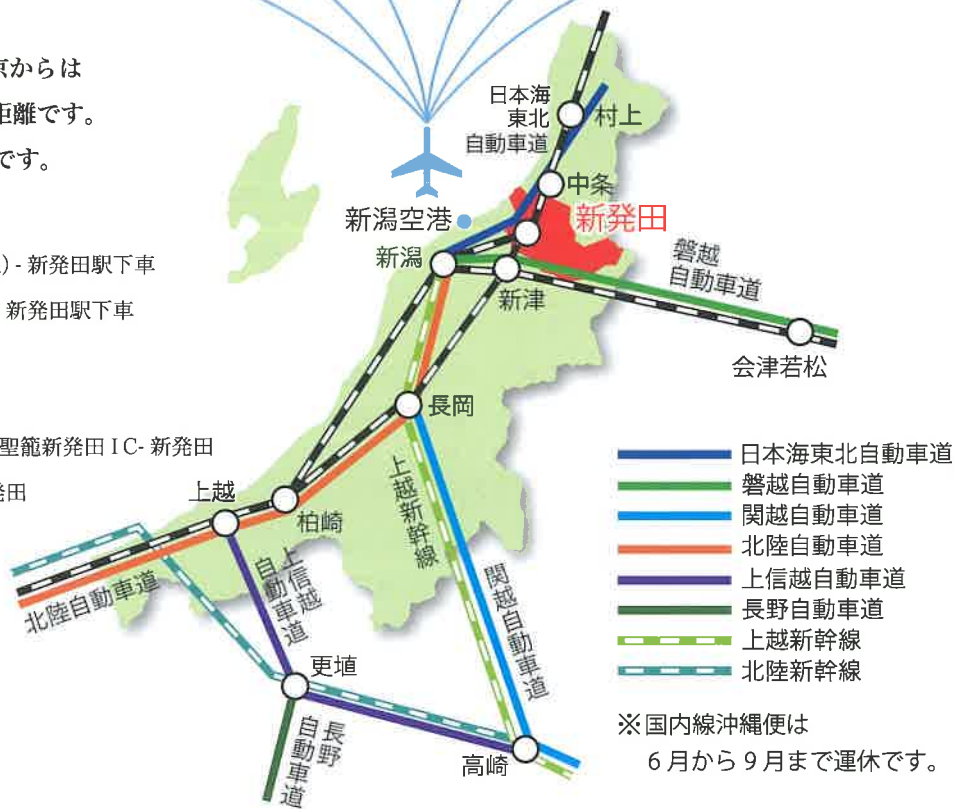 京からは
距離です。
です。
) - 新発田駅下車
新発田駅下車
聖籠新発田IC- 新発田
発田
日本海
東北
自動車道
村上
中条
新発田
新潟空港
新潟
新津
磐越
自動車道
会津若松
長岡
上越
柏崎
上越新幹線
北陸自動車道
上信越
自動車道
関越自動車道
更埴
長野
自動車道
高崎
日本海東北自動車道
磐越自動車道
関越自動車道
北陸自動車道
上信越自動車道
長野自動車道
上越新幹線
北陸新幹線
※国内線沖縄便は
6月から9月まで運休です。